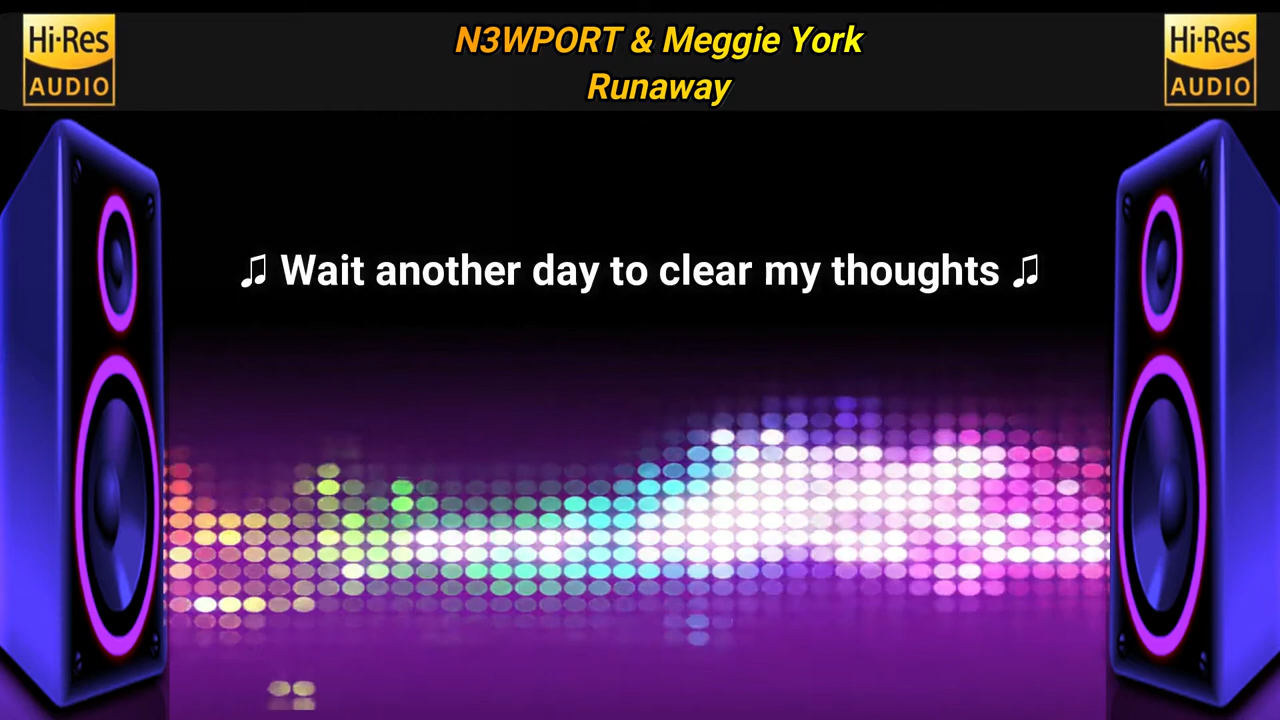 Hi-Res
AUDIO
N3WPORT & Meggie York
Runaway
Hi-Res
AUDIO
♫ Wait another day to clear my thoughts ♫